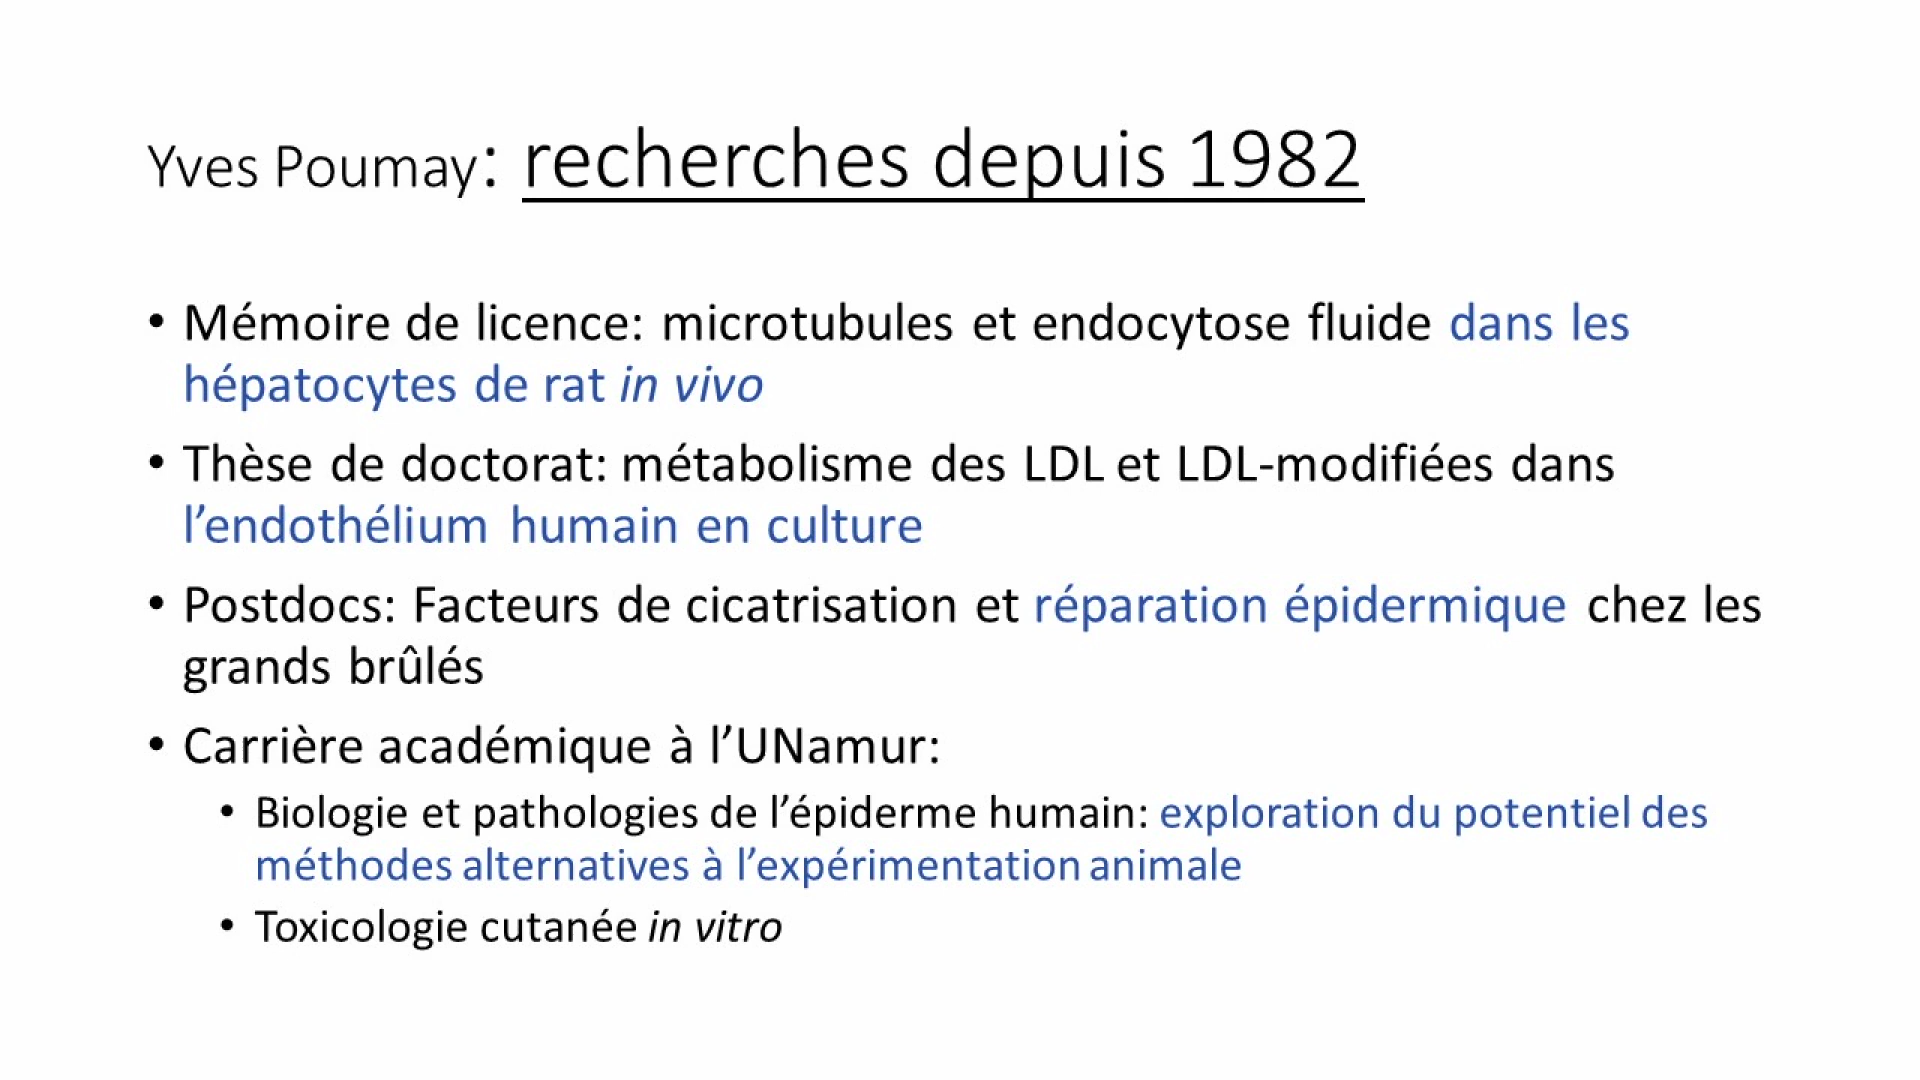 Yves Poumay: recherches depuis 1982
• Mémoire de licence: microtubules et endocytose fluide dans les
hépatocytes de rat in vivo
• Thèse de doctorat: métabolisme des LDL et LDL-modifiées dans
l’endothélium humain en culture
• Postdocs: Facteurs de cicatrisation et réparation épidermique chez les
grands brûlés
• Carrière académique à l’UNamur:
• Biologie et pathologies de l’épiderme humain: exploration du potentiel des
méthodes alternatives à l’expérimentation animale
• Toxicologie cutanée in vitro